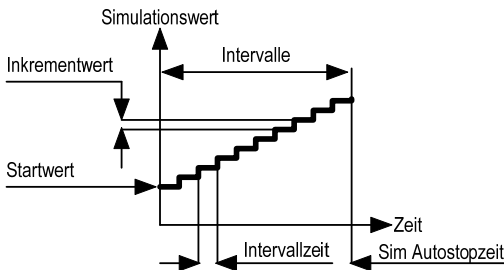 Simulationswert
Intervalle
Inkrementwert
Startwert
Zeit
Intervallzeit
Sim Autostopzeit